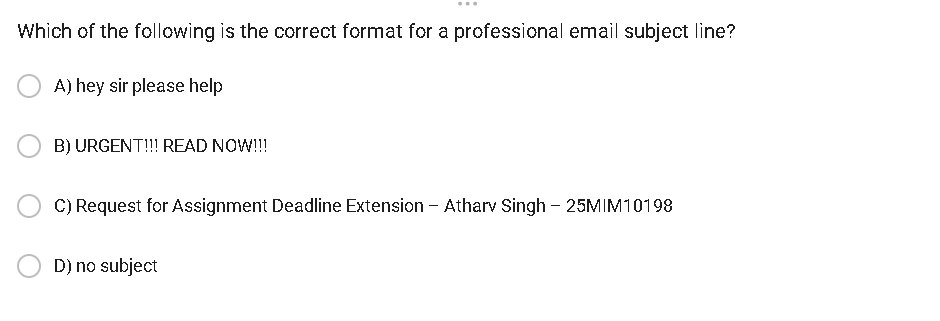 Which of the following is the correct format for a professional email subject line?
A) hey sir please help
B) URGENT!!! READ NOW!!!
C) Request for Assignment Deadline Extension – Atharv Singh – 25MIM10198
D) no subject